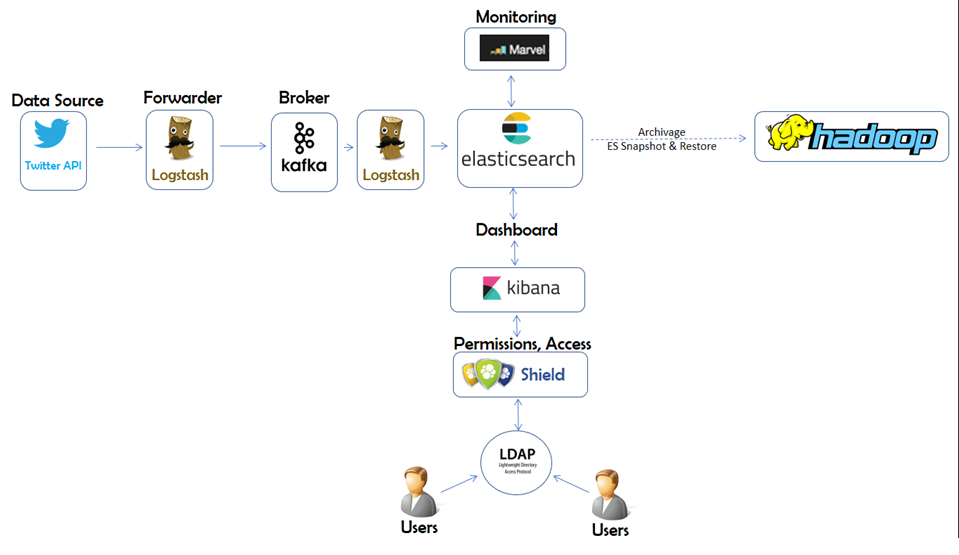 Monitoring
Marvel
Data Source
Forwarder
Broker
Twitter API
Logstash
kafka
Logstash
elasticsearch
Archivage
ES Snapshot & Restore
hadoop
Dashboard
kibana
Permissions, Access
Shield
LDAP
Lightweight Directory
Access Protocol
Users
Users